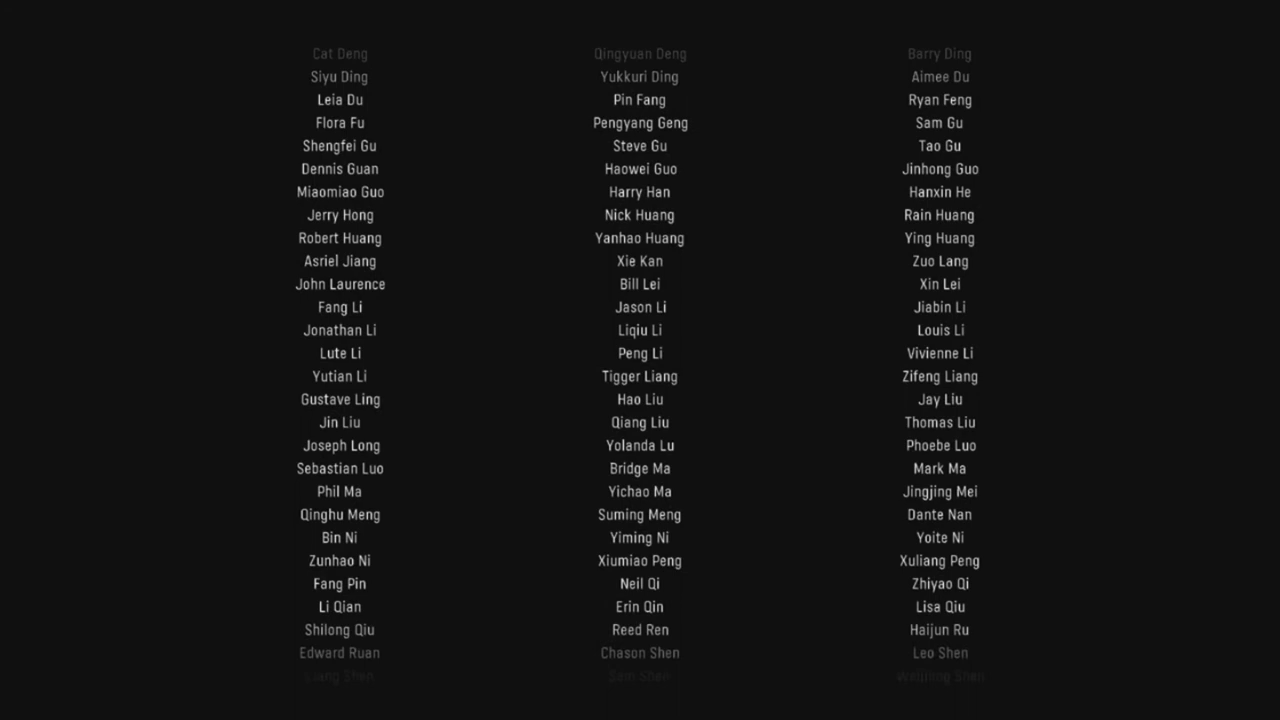 Cat Deng Qingyuan Deng Barry Ding
Siyu Ding Yukkuri Ding Aimee Du
Leia Du Pin Fang Ryan Feng
Flora Fu Pengyang Geng Sam Gu
Shengfei Gu Steve Gu Tao Gu
Dennis Guan Haowei Guo Jinhong Guo
Miaomiao Guo Harry Han Hanxin He
Jerry Hong Nick Huang Rain Huang
Robert Huang Yanhao Huang Ying Huang
Asriel Jiang Xie Kan Zuo Lang
John Laurence Bill Lei Xin Lei
Fang Li Jason Li Jiabin Li
Jonathan Li Liqiu Li Louis Li
Lute Li Peng Li Vivienne Li
Yutian Li Tigger Liang Zifeng Liang
Gustave Ling Hao Liu Jay Liu
Jin Liu Qiang Liu Thomas Liu
Joseph Long Yolanda Lu Phoebe Luo
Sebastian Luo Bridge Ma Mark Ma
Phil Ma Yichao Ma Jingjing Mei
Qinghu Meng Suming Meng Dante Nan
Bin Ni Yiming Ni Yoite Ni
Zunhao Ni Xiumiao Peng Xuliang Peng
Fang Pin Neil Qi Zhiyao Qi
Li Qian Erin Qin Lisa Qiu
Shilong Qiu Reed Ren Haijun Ru
Edward Ruan Chason Shen Leo Shen
Shen Shen Shen